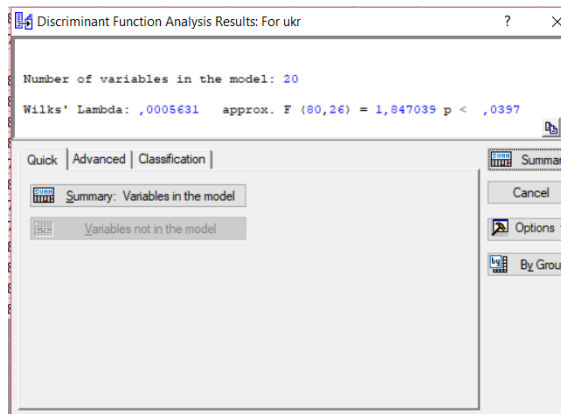 Discriminant Function Analysis Results: For ukr
Number of variables in the model: 20
Wilks' Lambda: ,0005631 approx. F (80,26) = 1,847039 p < ,0397
Quick Advanced Classification
Summary: Variables in the model
Variables not in the model
Summar
Cancel
Options
By Grou